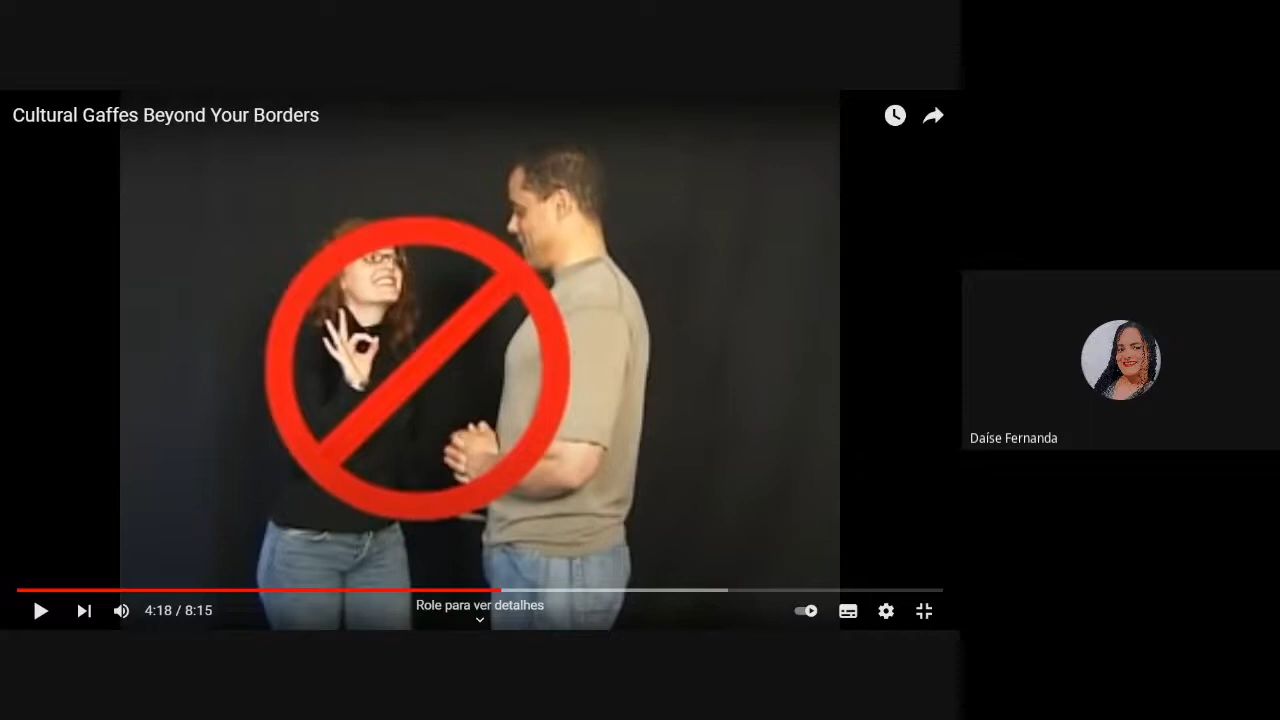 Cultural Gaffes Beyond Your Borders
4:18 / 8:15
Role para ver detalhes
Daíse Fernanda